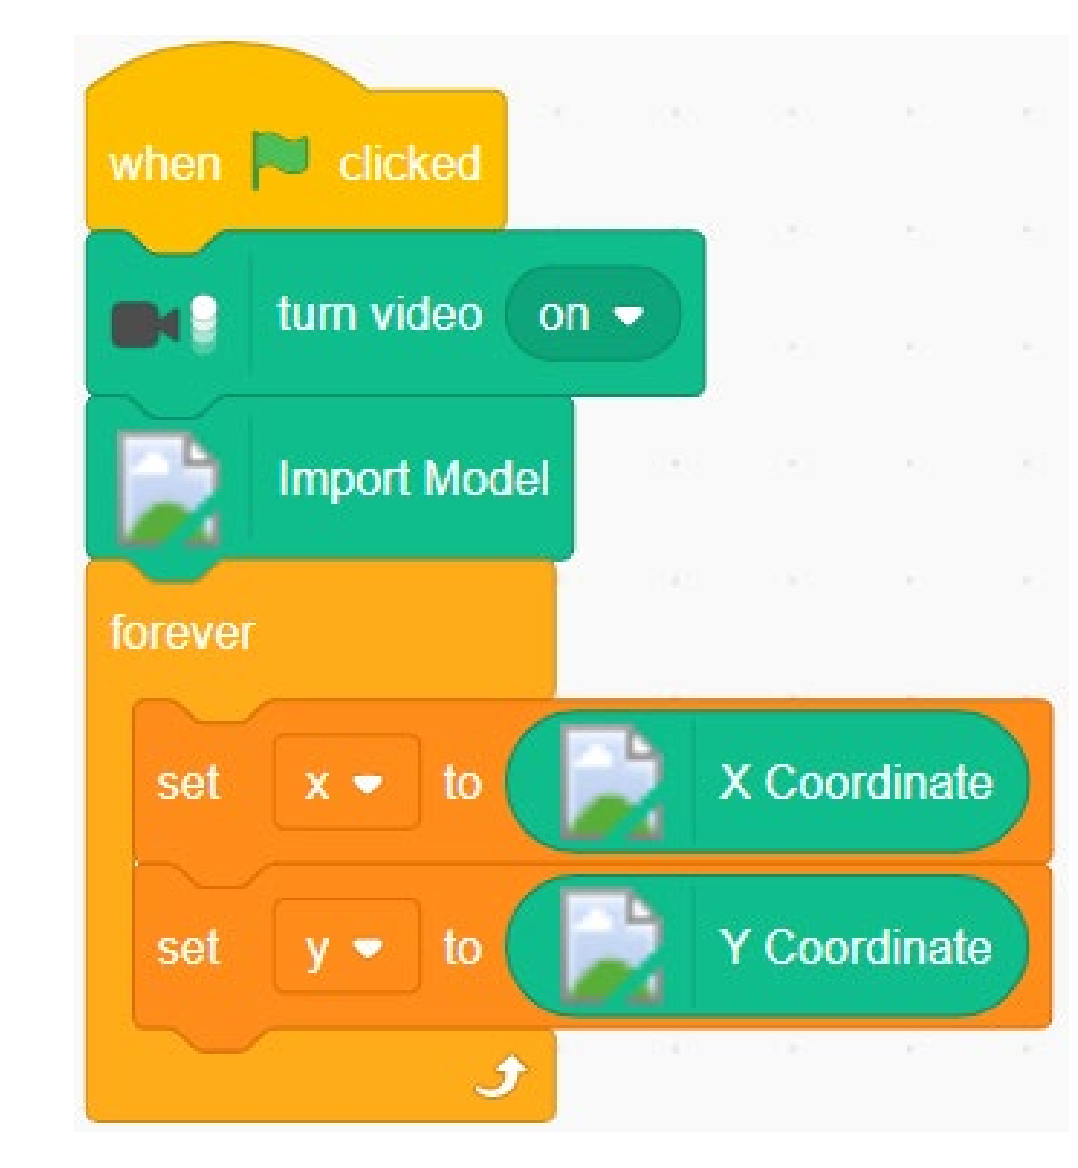 when clicked
turn video on
Import Model
forever
set x to X Coordinate
set y to Y Coordinate